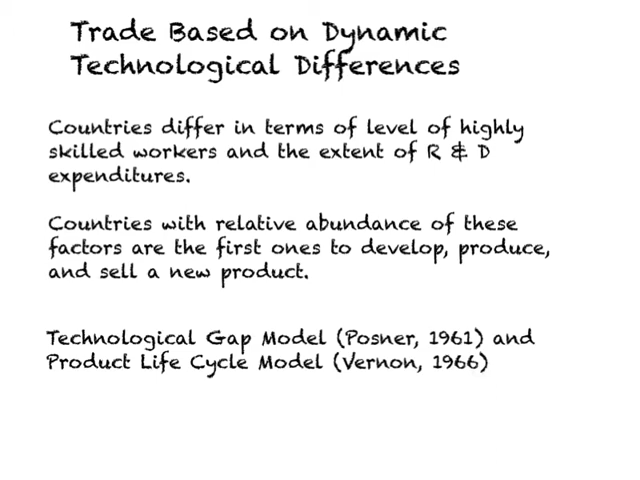 Trade Based on Dynamic
Technological Differences
Countries differ in terms of level of highly
skilled workers and the extent of R & D
expenditures.
Countries with relative abundance of these
factors are the first ones to develop, produce,
and sell a new product.
Technological Gap Model (Posner, 1961) and
Product Life Cycle Model (Vernon, 1966)